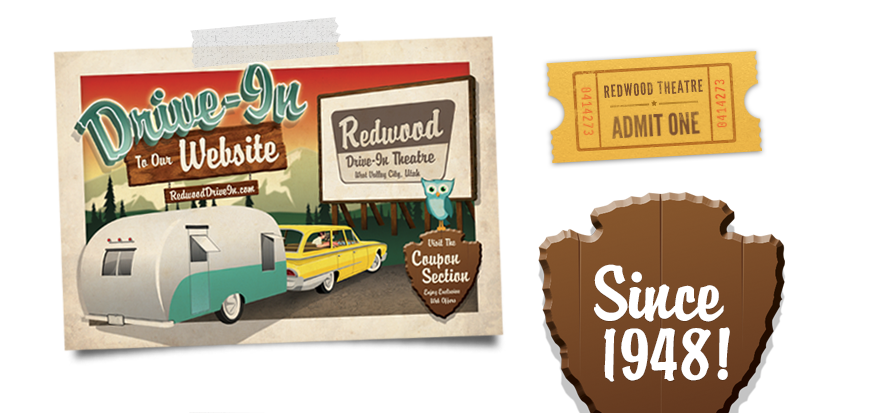 Drive-In
To Our Website
RedwoodDriveIn.com
Redwood
Drive-In Theatre
West Valley City, Utah
Visit The
Coupon
Section
Enjoy Exclusive
Web Offers
8414273
REDWOOD THEATRE
ADMIT ONE
8414273
Since
1948!